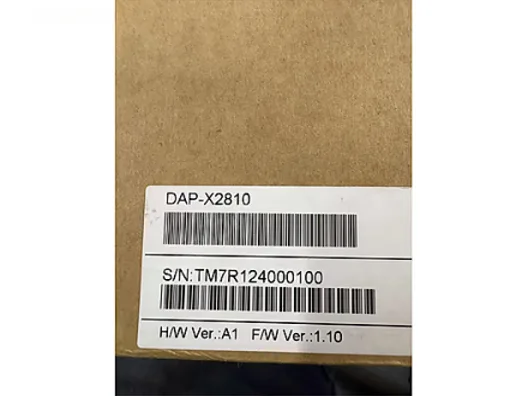 DAP-X2810
S/N:TM7R124000100
H/W Ver.:A1 F/W Ver.:1.10